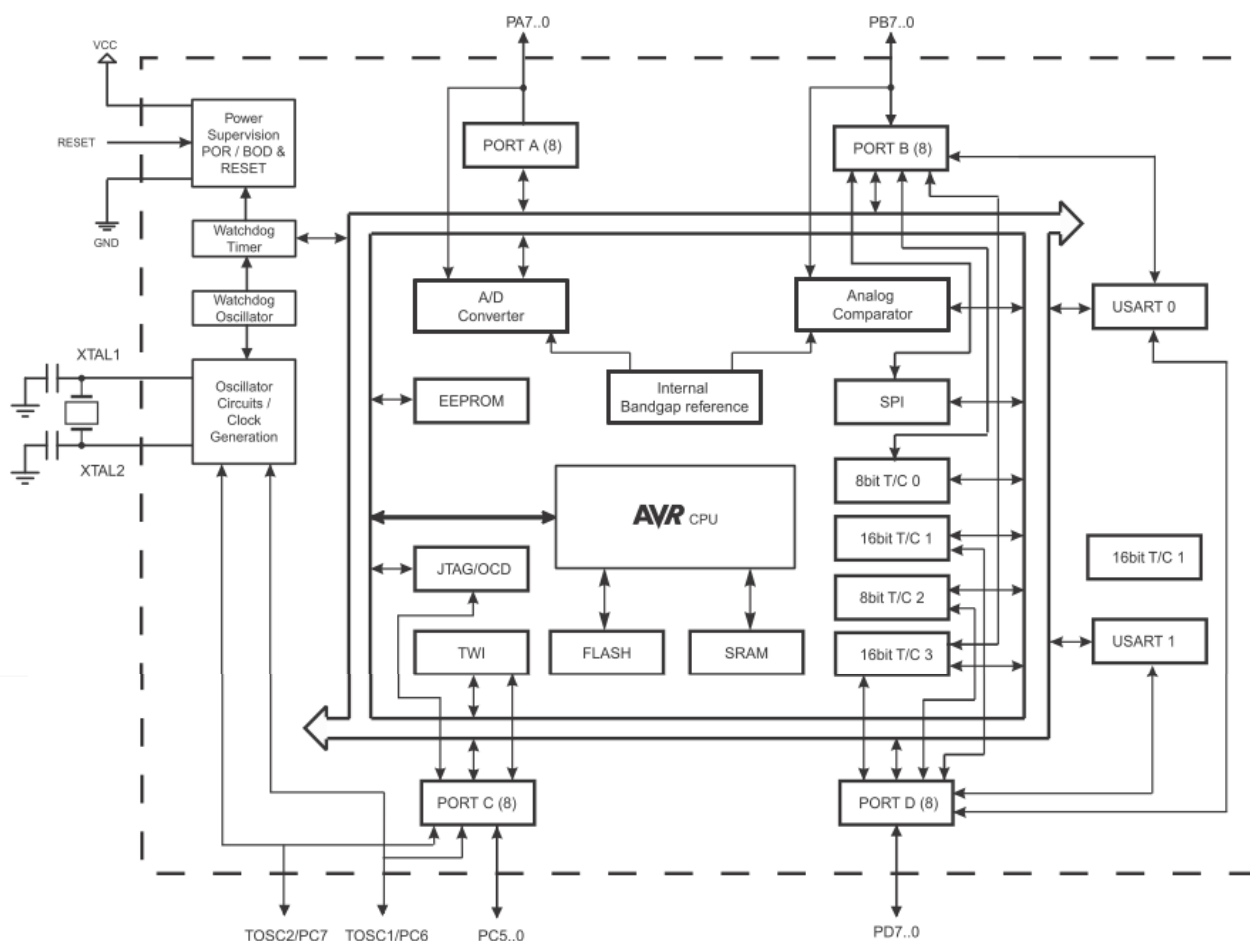 PA7..0
PB7..0
VCC
Power
Supervision
POR / BOD &
RESET
RESET
GND
PORT A (8)
PORT B (8)
Watchdog
Timer
Watchdog
Oscillator
A/D
Converter
Analog
Comparator
USART 0
XTAL1
Oscillator
Circuits /
Clock
Generation
XTAL2
EEPROM
Internal
Bandgap reference
SPI
8bit T/C 0
AVR CPU
16bit T/C 1
16bit T/C 1
JTAG/OCD
8bit T/C 2
TWI
FLASH
SRAM
16bit T/C 3
USART 1
PORT C (8)
PORT D (8)
TOSC2/PC7
TOSC1/PC6
PC5..0
PD7..0